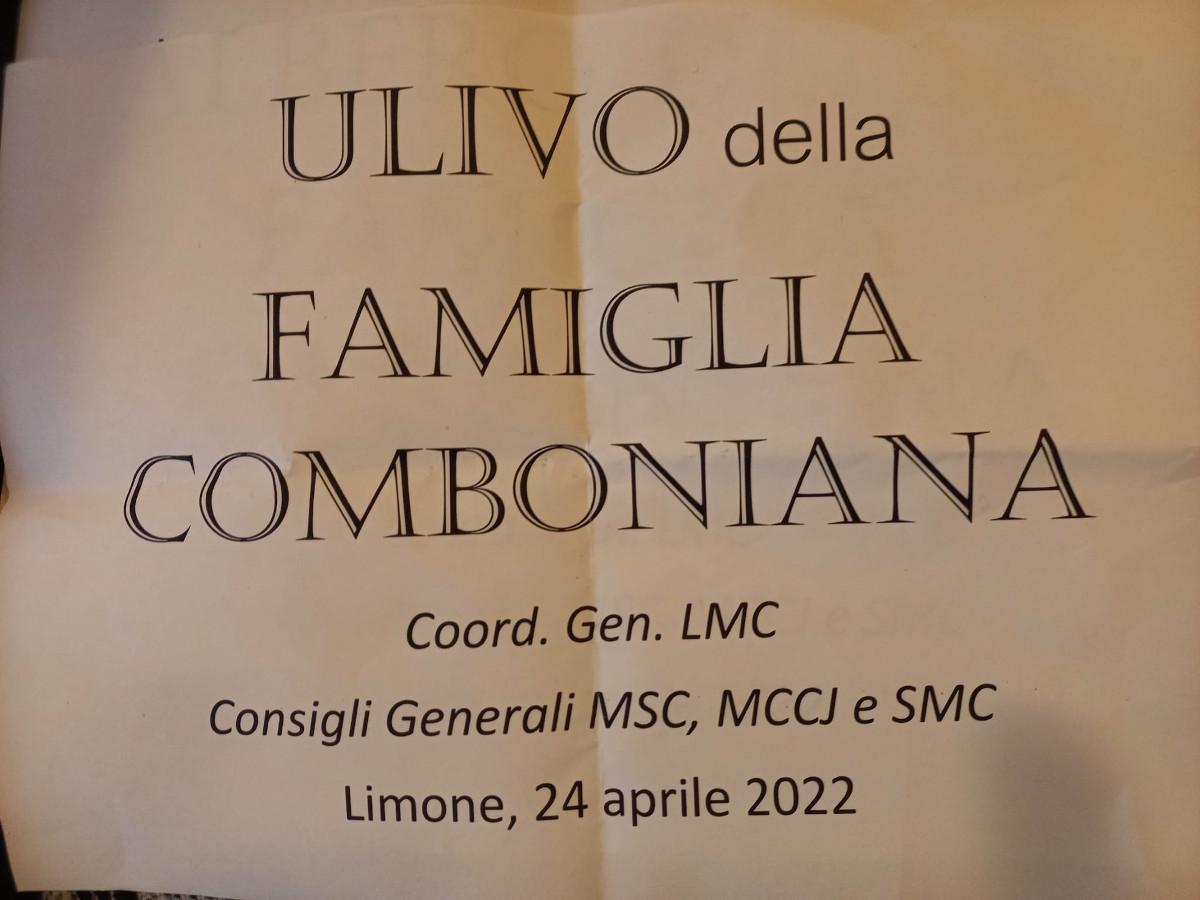 ULIVO della
FAMIGLIA
COMBONIANA
Coord. Gen. LMC
Consigli Generali MSC, MCCJ e SMC
Limone, 24 aprile 2022